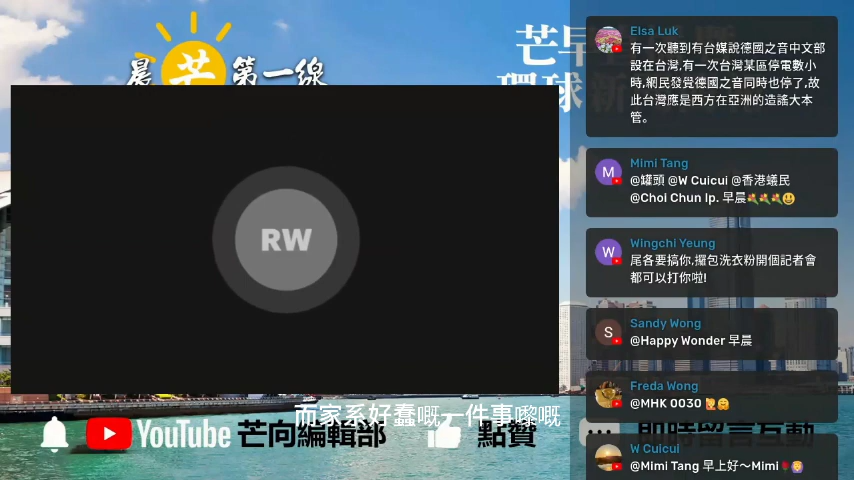 晨芒第一線
芒早
環球新
RW
而家系好蠢嘅一件事嚟嘅
YouTube 芒向編輯部
點贊
即時留言互動
Elsa Luk
有一次聽到有台媒說德國之音中文部
設在台灣,有一次台灣某區停電數小
時,網民發覺德國之音同時也停了,故
此台灣應是西方在亞洲的造謠大本
管。
M
Mimi Tang
@罐頭 @W Cuicui @香港蟻民
@Choi Chun Ip. 早晨💐💐💐😃
W
Wingchi Yeung
尾各要搞你,攞包洗衣粉開個記者會
都可以打你啦!
S
Sandy Wong
@Happy Wonder 早晨
Freda Wong
@MHK 0030
W Cuicui
@Mimi Tang 早上好～Mimi🌹